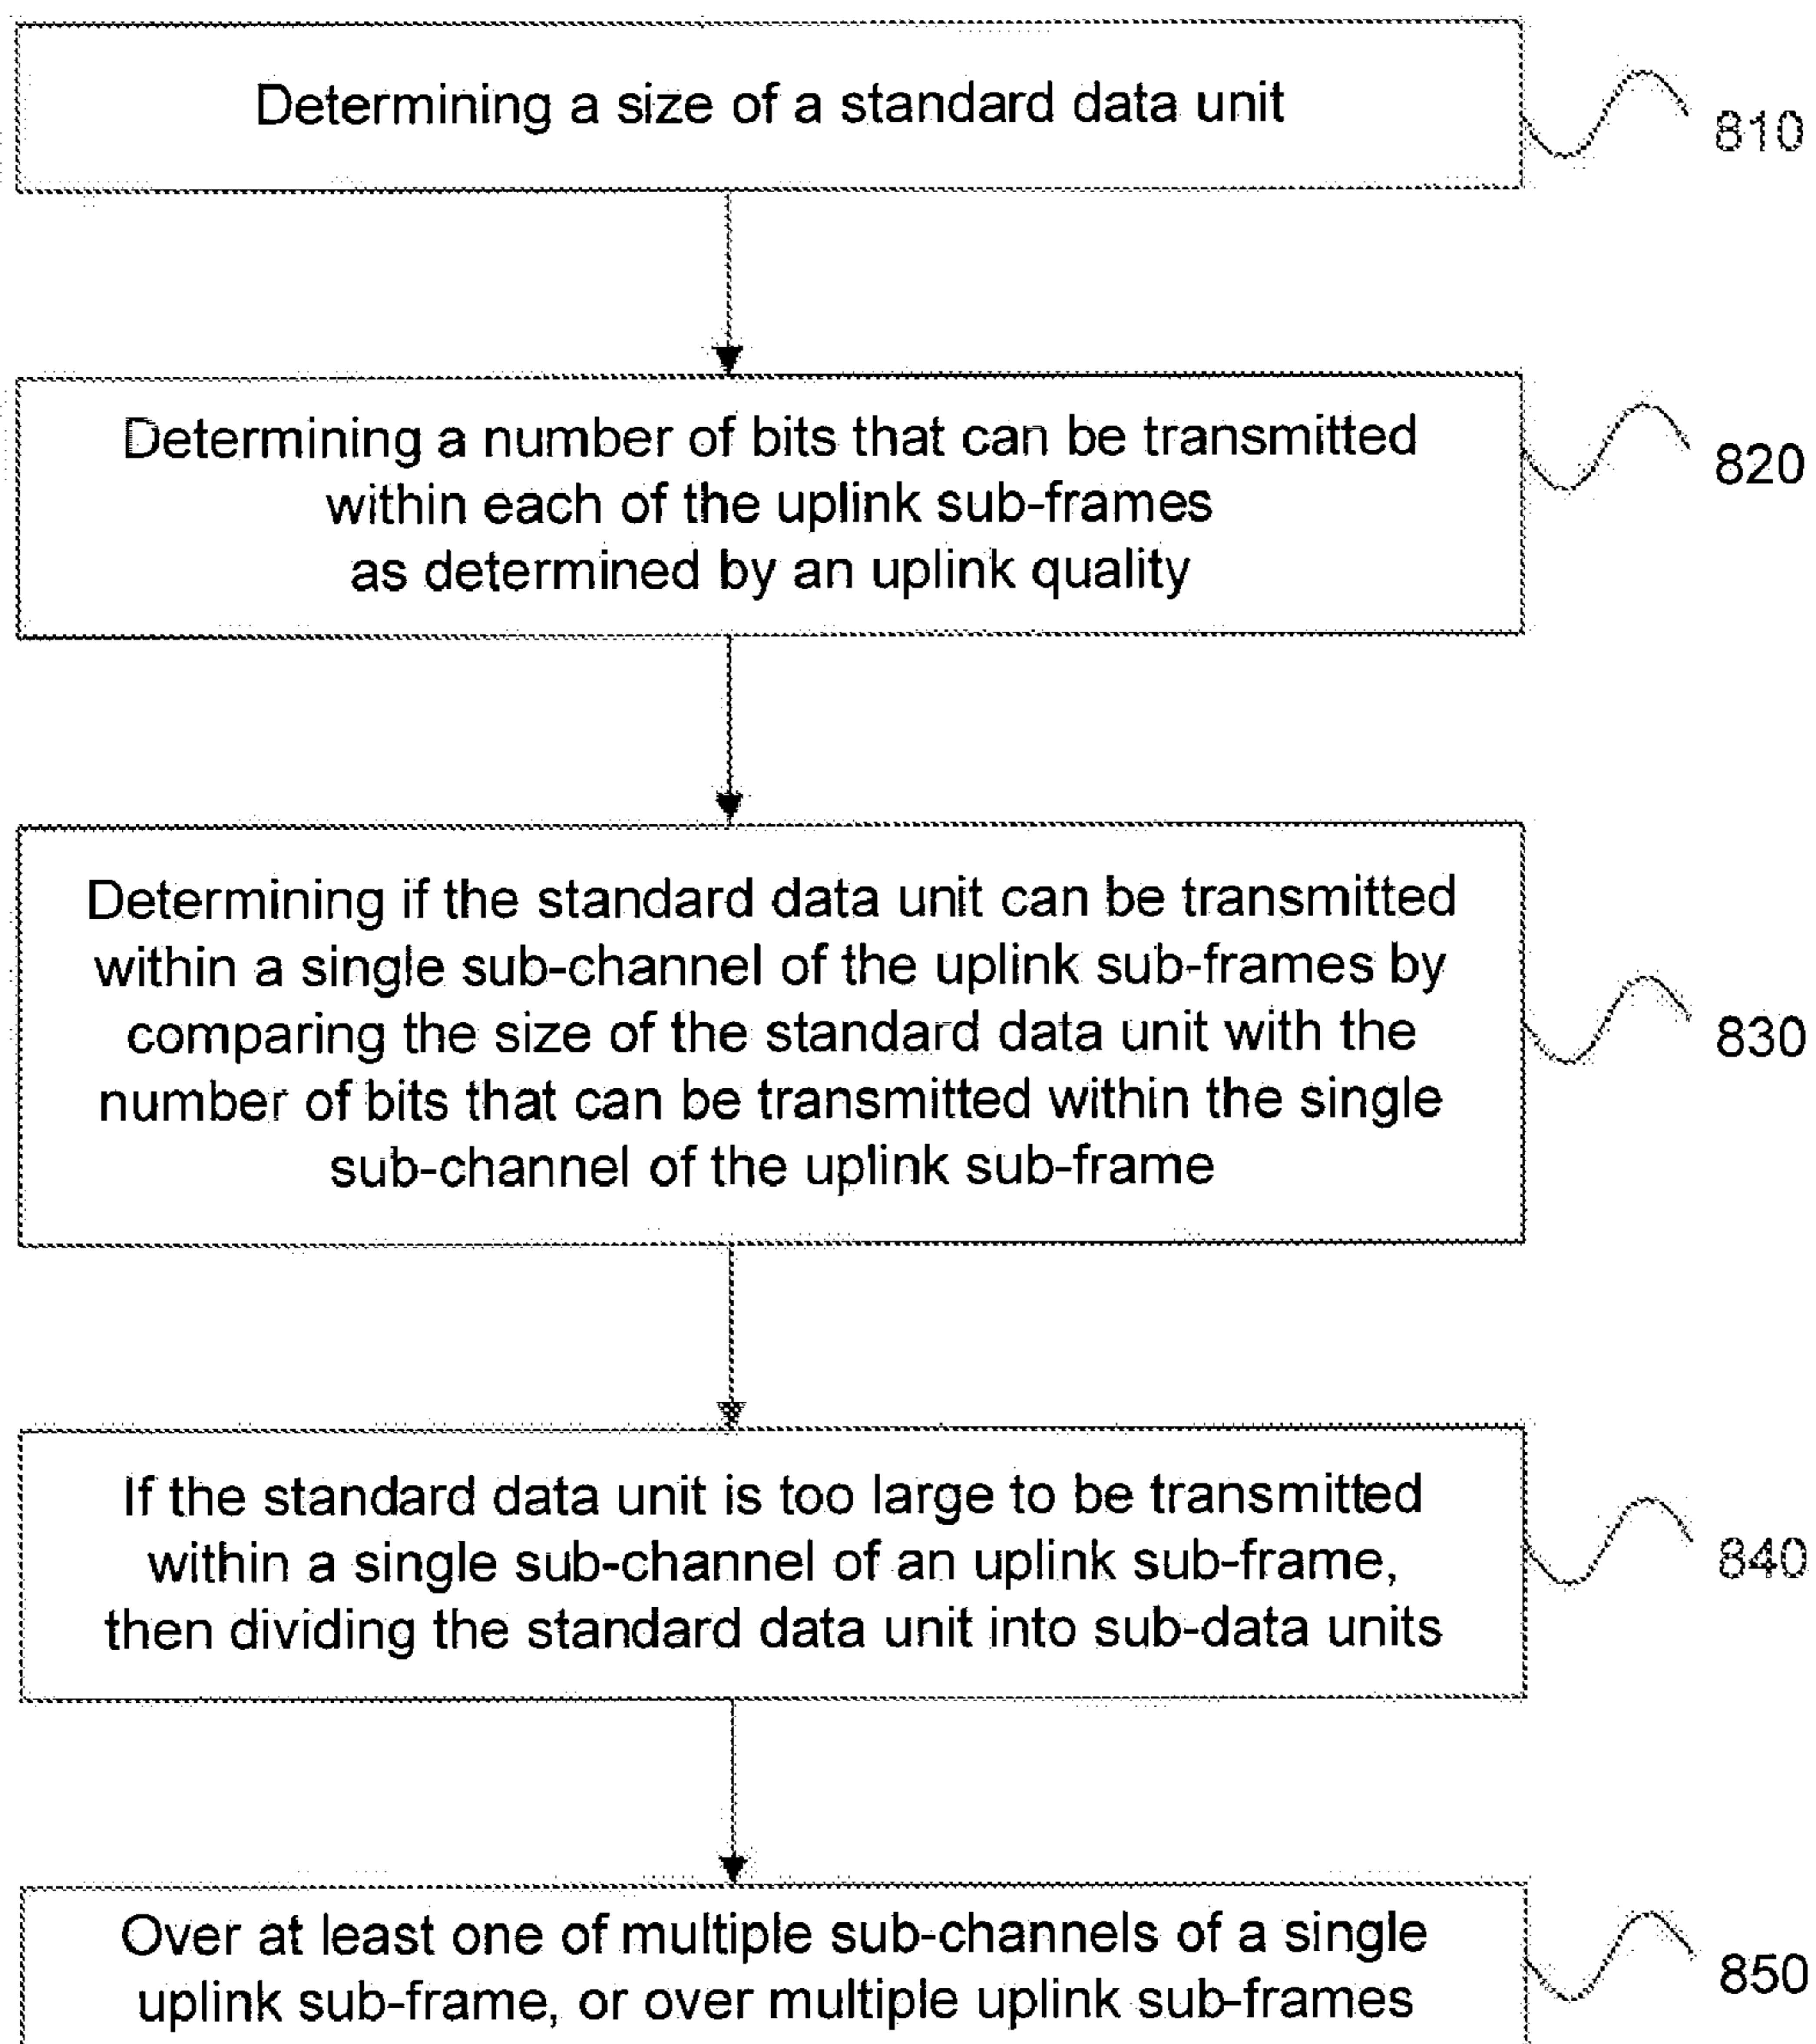 Determining a size of a standard data unit
810
Determining a number of bits that can be transmitted
within each of the uplink sub-frames
as determined by an uplink quality
820
Determining if the standard data unit can be transmitted
within a single sub-channel of the uplink sub-frames by
comparing the size of the standard data unit with the
number of bits that can be transmitted within the single
sub-channel of the uplink sub-frame
830
If the standard data unit is too large to be transmitted
within a single sub-channel of an uplink sub-frame,
then dividing the standard data unit into sub-data units
840
Over at least one of multiple sub-channels of a single
uplink sub-frame, or over multiple uplink sub-frames
850